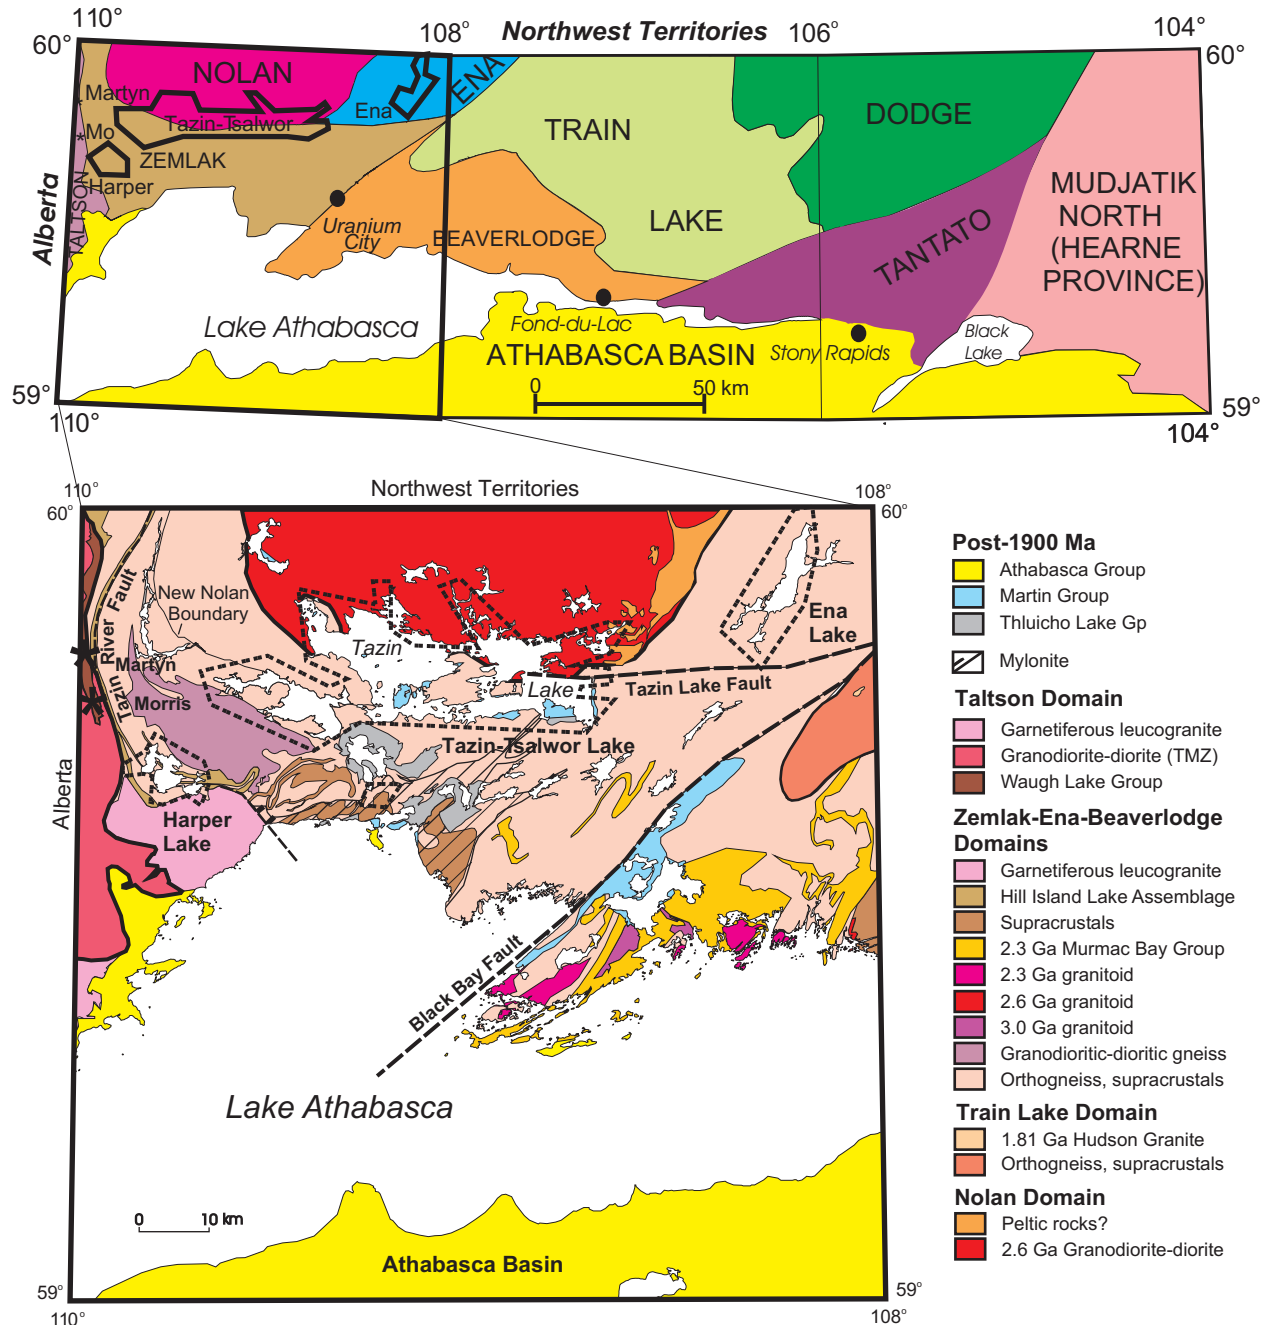 110°
108°
Northwest Territories
106°
104°
60°
60°
NOLAN
ENA
Martyn
Ena
Tazin-Tsalwor
DODGE
TRAIN
Mo
ZEMLAK
Harper
MUDJATIK
NORTH
(HEARNE
PROVINCE)
Alberta
TALTSON
Uranium
City
LAKE
BEAVERLODGE
TANTATO
Lake Athabasca
Fond-du-Lac
Black
Lake
ATHABASCA BASIN
Stony Rapids
0
50 km
59°
59°
110°
104°
110°
Northwest Territories
108°
60°
60°
New Nolan
Boundary
Tazin River Fault
Ena
Lake
Tazin
Martyn
Lake
Tazin Lake Fault
Morris
Tazin-Tsalwor Lake
Alberta
Harper
Lake
Black Bay Fault
Lake Athabasca
0
10 km
Athabasca Basin
59°
59°
110°
108°
Post-1900 Ma
Athabasca Group
Martin Group
Thluicho Lake Gp
Mylonite
Taltson Domain
Garnetiferous leucogranite
Granodiorite-diorite (TMZ)
Waugh Lake Group
Zemlak-Ena-Beaverlodge
Domains
Garnetiferous leucogranite
Hill Island Lake Assemblage
Supracrustals
2.3 Ga Murmac Bay Group
2.3 Ga granitoid
2.6 Ga granitoid
3.0 Ga granitoid
Granodioritic-dioritic gneiss
Orthogneiss, supracrustals
Train Lake Domain
1.81 Ga Hudson Granite
Orthogneiss, supracrustals
Nolan Domain
Peltic rocks?
2.6 Ga Granodiorite-diorite